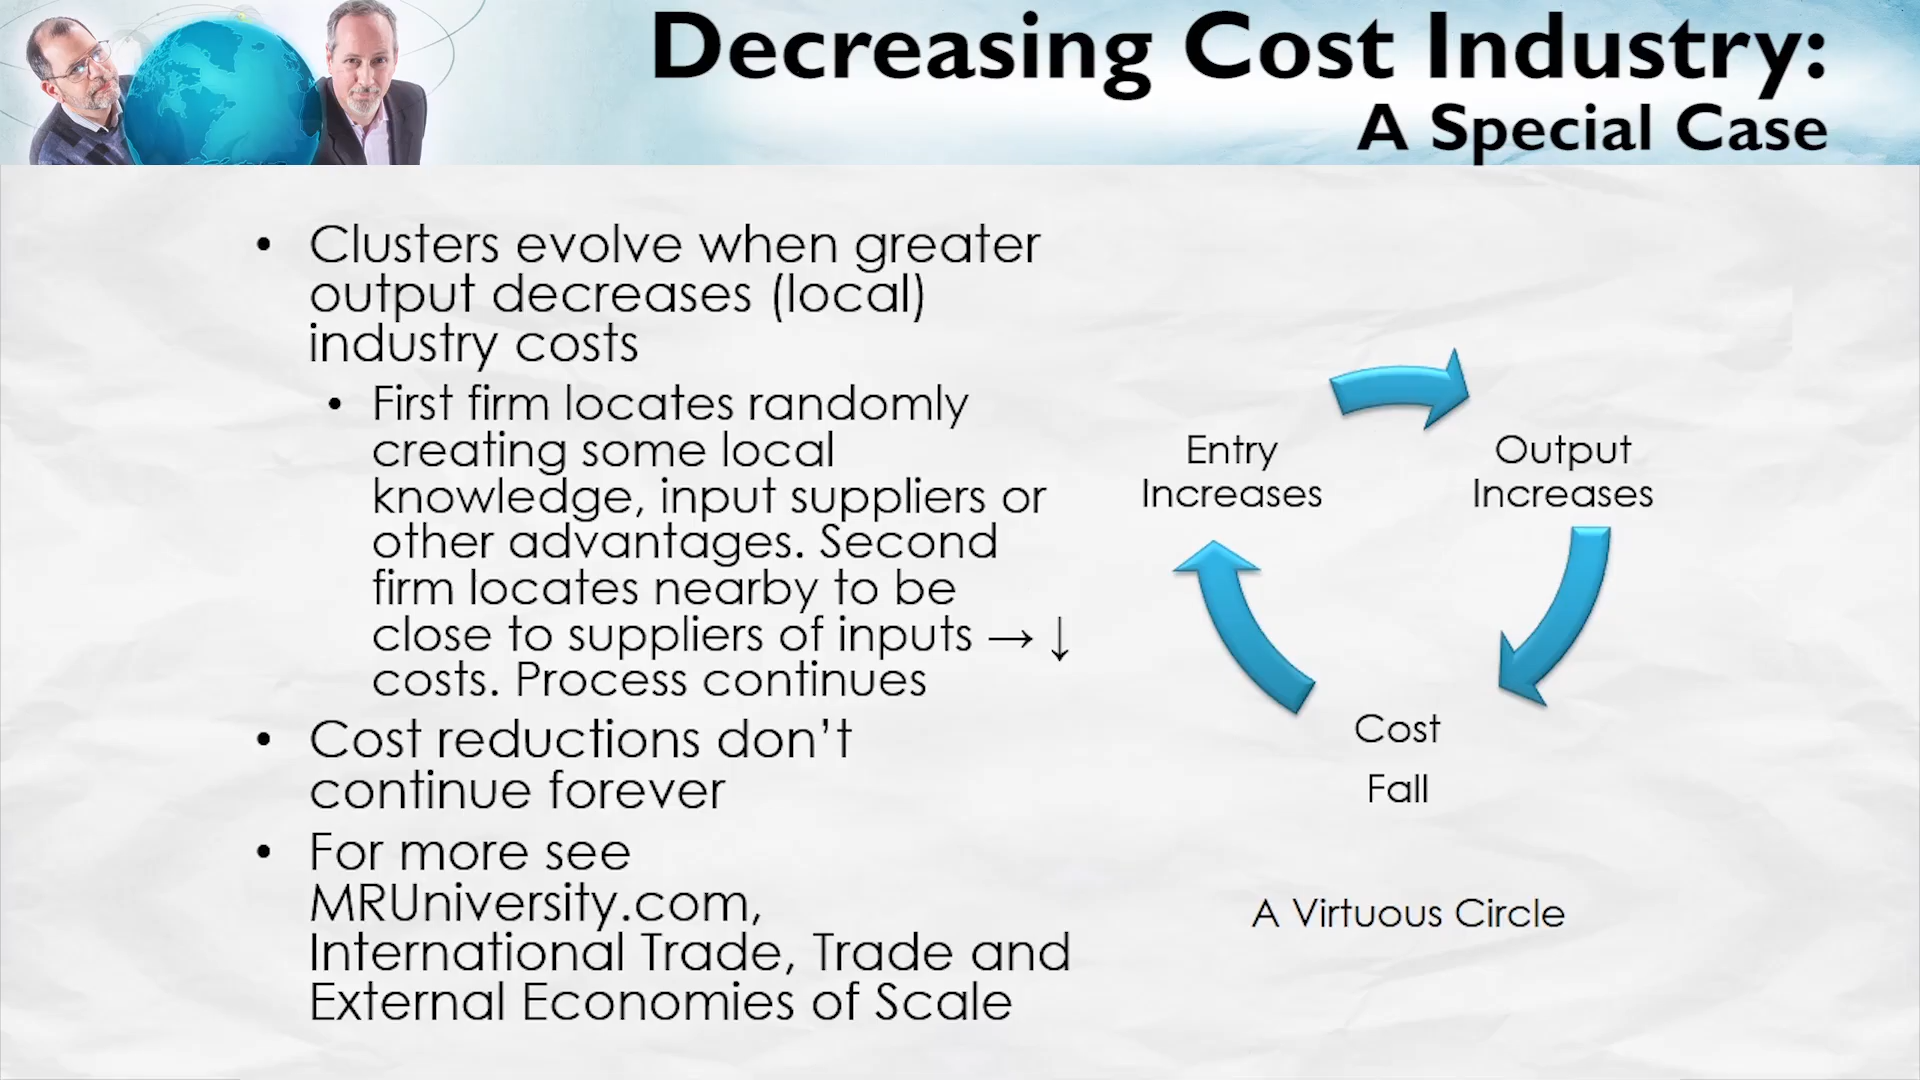 Decreasing Cost Industry:
A Special Case
• Clusters evolve when greater
output decreases (local)
industry costs
• First firm locates randomly
creating some local
knowledge, input suppliers or
other advantages. Second
firm locates nearby to be
close to suppliers of inputs → ↓
costs. Process continues
• Cost reductions don’t
continue forever
• For more see
MRUniversity.com,
International Trade, Trade and
External Economies of Scale
Entry
Increases
Output
Increases
Cost
Fall
A Virtuous Circle